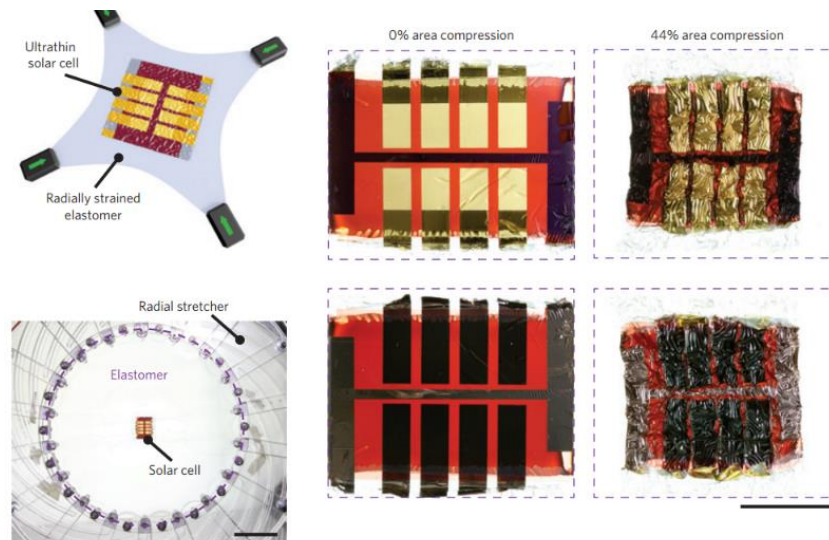 Ultrathin
solar cell
Radially strained
elastomer
0% area compression
44% area compression
Radial stretcher
Elastomer
Solar cell